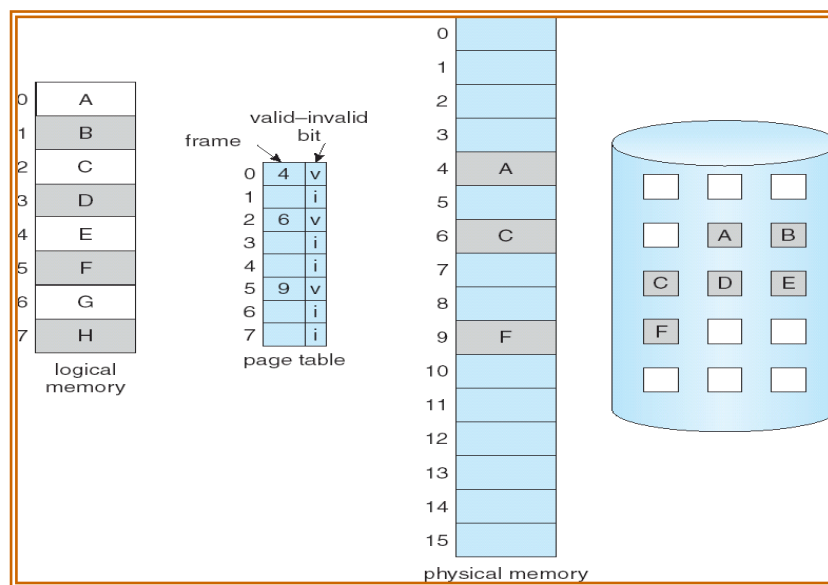 0 A
1 B
2 C
3 D
4 E
5 F
6 G
7 H
logical
memory
valid–invalid
bit
frame
0 4 v
1 i
2 6 v
3 i
4 i
5 9 v
6 i
7 i
page table
0
1
2
3
4 A
5
6 C
7
8
9 F
10
11
12
13
14
15
physical memory
A B
C D E
F